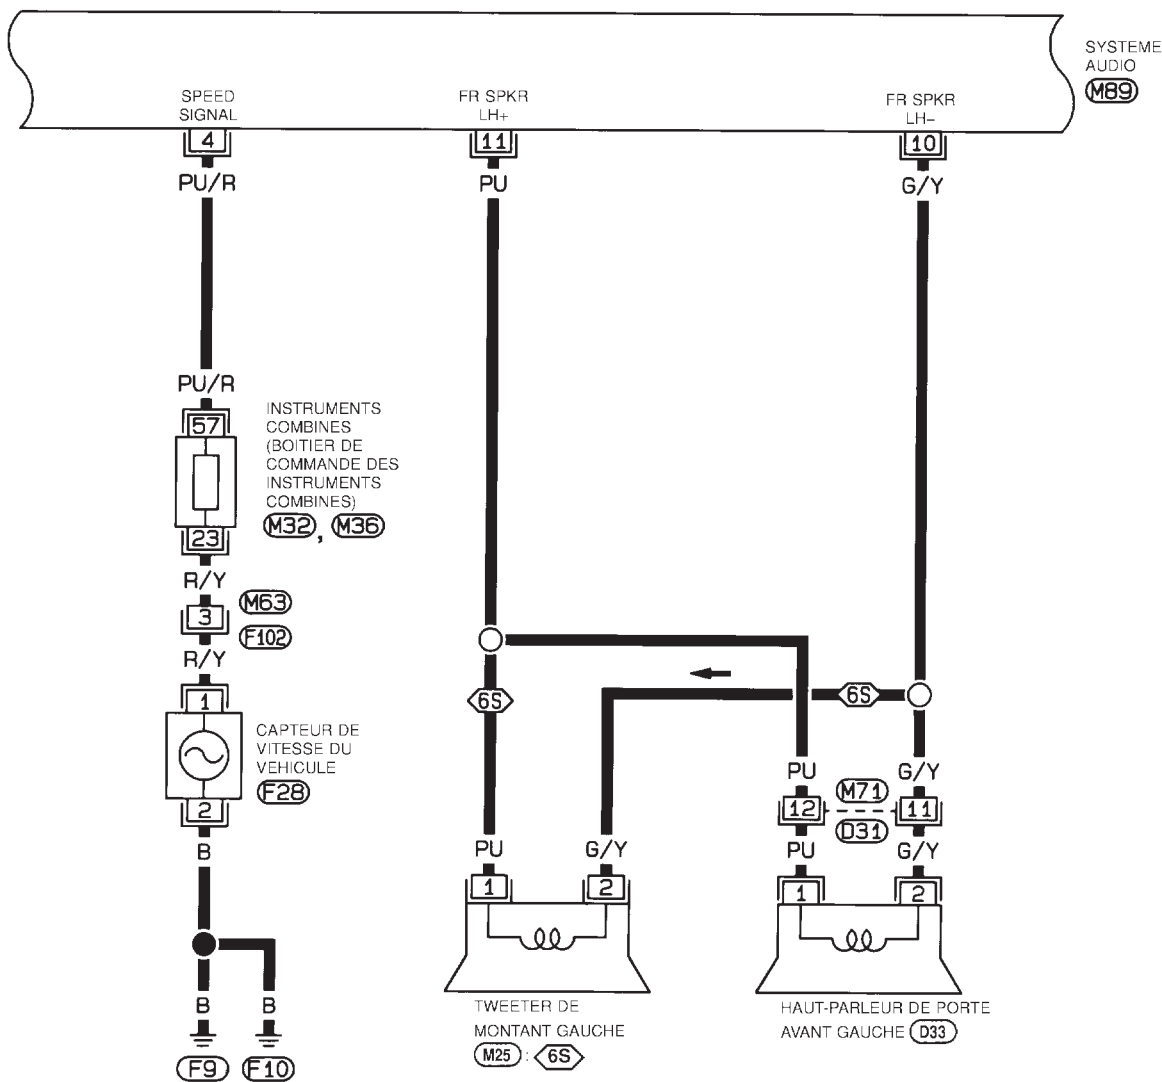 SYSTEME
AUDIO
M89
SPEED
SIGNAL
FR SPKR
LH+
FR SPKR
LH-
4
11
10
PU/R
PU
G/Y
PU/R
57
INSTRUMENTS
COMBINES
(BOITIER DE
COMMANDE DES
INSTRUMENTS
COMBINES)
M32, M36
23
R/Y
3
M63
F102
R/Y
1
CAPTEUR DE
VITESSE DU
VEHICULE
F28
2
B
B
B
F9
F10
6S
6S
PU
G/Y
12
M71
D31
11
PU
G/Y
PU
G/Y
1
2
1
2
TWEETER DE
MONTANT GAUCHE
M25 : 6S
HAUT-PARLEUR DE PORTE
AVANT GAUCHE D33